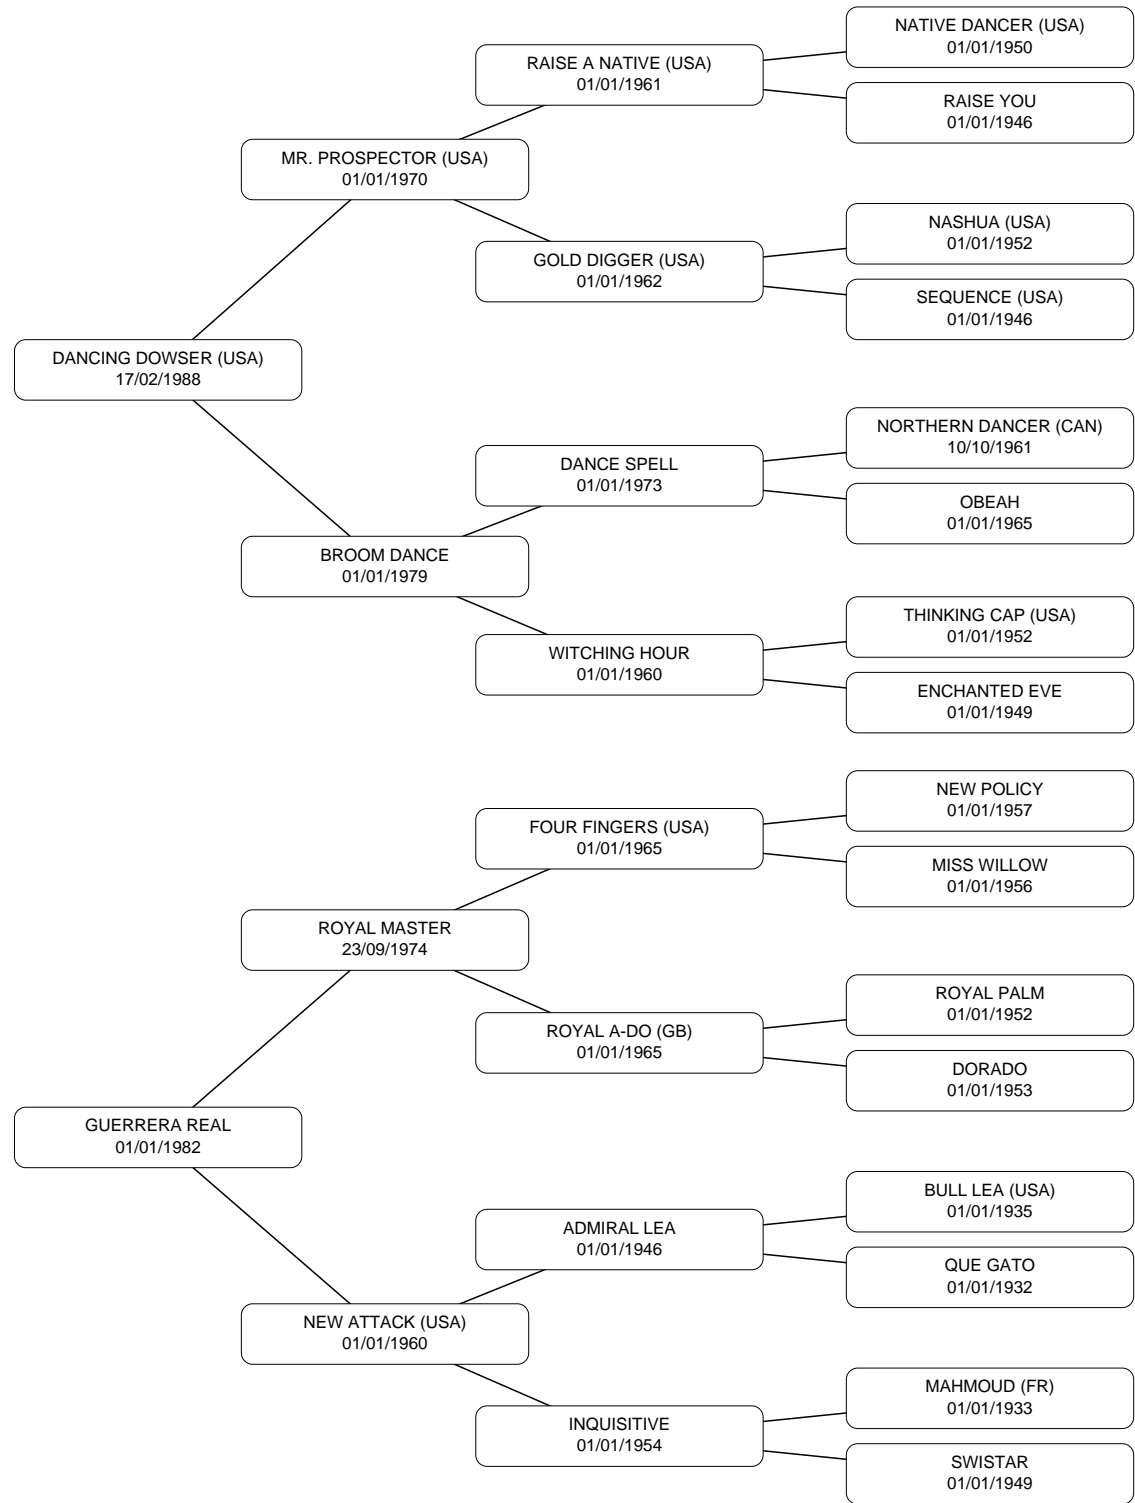 NATIVE DANCER (USA)
01/01/1950
RAISE A NATIVE (USA)
01/01/1961
RAISE YOU
01/01/1946
MR. PROSPECTOR (USA)
01/01/1970
NASHUA (USA)
01/01/1952
GOLD DIGGER (USA)
01/01/1962
SEQUENCE (USA)
01/01/1946
DANCING DOWSER (USA)
17/02/1988
NORTHERN DANCER (CAN)
10/10/1961
DANCE SPELL
01/01/1973
OBEAH
01/01/1965
BROOM DANCE
01/01/1979
THINKING CAP (USA)
01/01/1952
WITCHING HOUR
01/01/1960
ENCHANTED EVE
01/01/1949
NEW POLICY
01/01/1957
FOUR FINGERS (USA)
01/01/1965
MISS WILLOW
01/01/1956
ROYAL MASTER
23/09/1974
ROYAL PALM
01/01/1952
ROYAL A-DO (GB)
01/01/1965
DORADO
01/01/1953
GUERRERA REAL
01/01/1982
BULL LEA (USA)
01/01/1935
ADMIRAL LEA
01/01/1946
QUE GATO
01/01/1932
NEW ATTACK (USA)
01/01/1960
MAHMOUD (FR)
01/01/1933
INQUISITIVE
01/01/1954
SWISTAR
01/01/1949